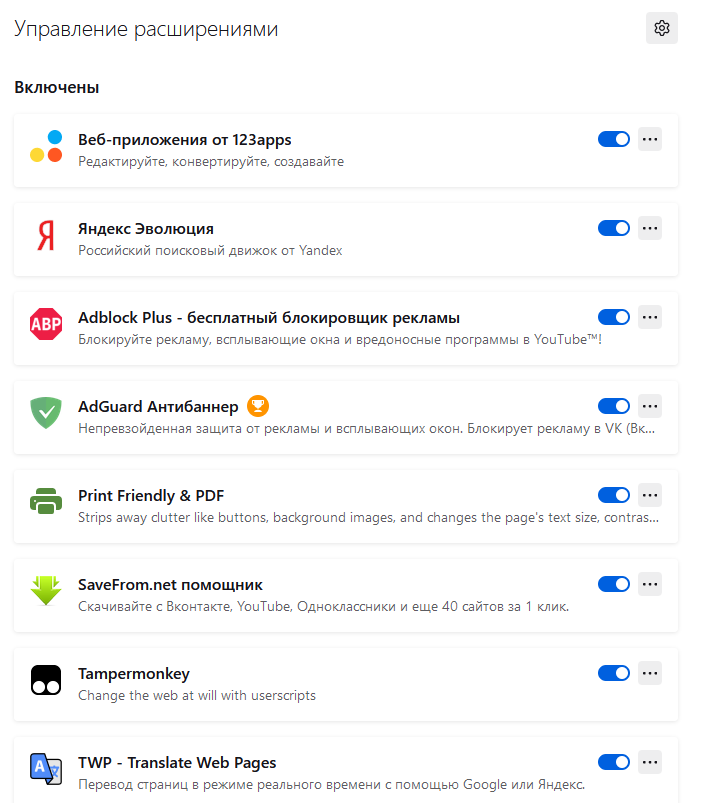 Управление расширениями
Включены
Веб-приложения от 123apps
Редактируйте, конвертируйте, создавайте
Я
Яндекс Эволюция
Российский поисковый движок от Yandex
ABP
Adblock Plus - бесплатный блокировщик рекламы
Блокируйте рекламу, всплывающие окна и вредоносные программы в YouTube™!
AdGuard Антибаннер
Непревзойденная защита от рекламы и всплывающих окон. Блокирует рекламу в VK (Вк...
Print Friendly & PDF
Strips away clutter like buttons, background images, and changes the page's text size, contras...
SaveFrom.net помощник
Скачивайте с Вконтакте, YouTube, Одноклассники и еще 40 сайтов за 1 клик.
Tampermonkey
Change the web at will with userscripts
A
TWP - Translate Web Pages
Перевод страниц в режиме реального времени с помощью Google или Яндекс.